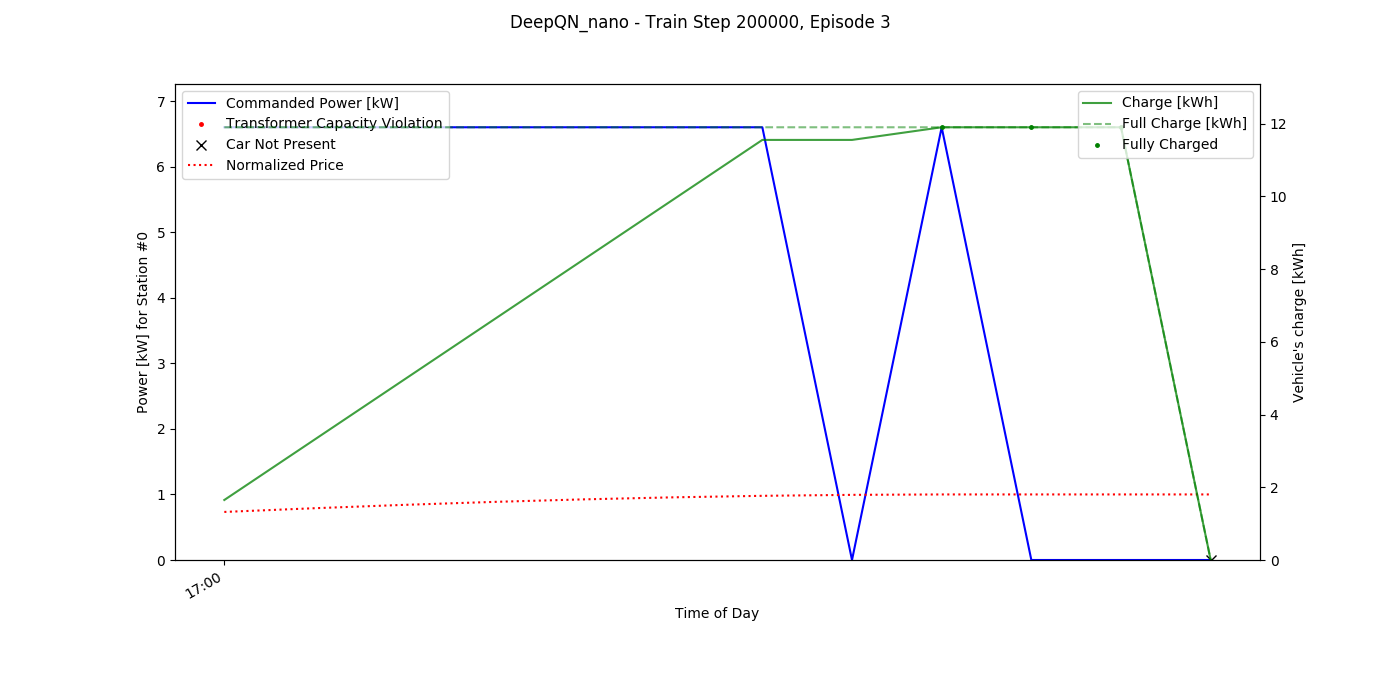 DeepQN_nano - Train Step 200000, Episode 3
Commanded Power [kW]
Transformer Capacity Violation
Car Not Present
Normalized Price
Charge [kWh]
Full Charge [kWh]
Fully Charged
7
6
5
4
3
2
1
0
Power [kW] for Station #0
12
10
8
6
4
2
0
Vehicle's charge [kWh]
17:00
Time of Day